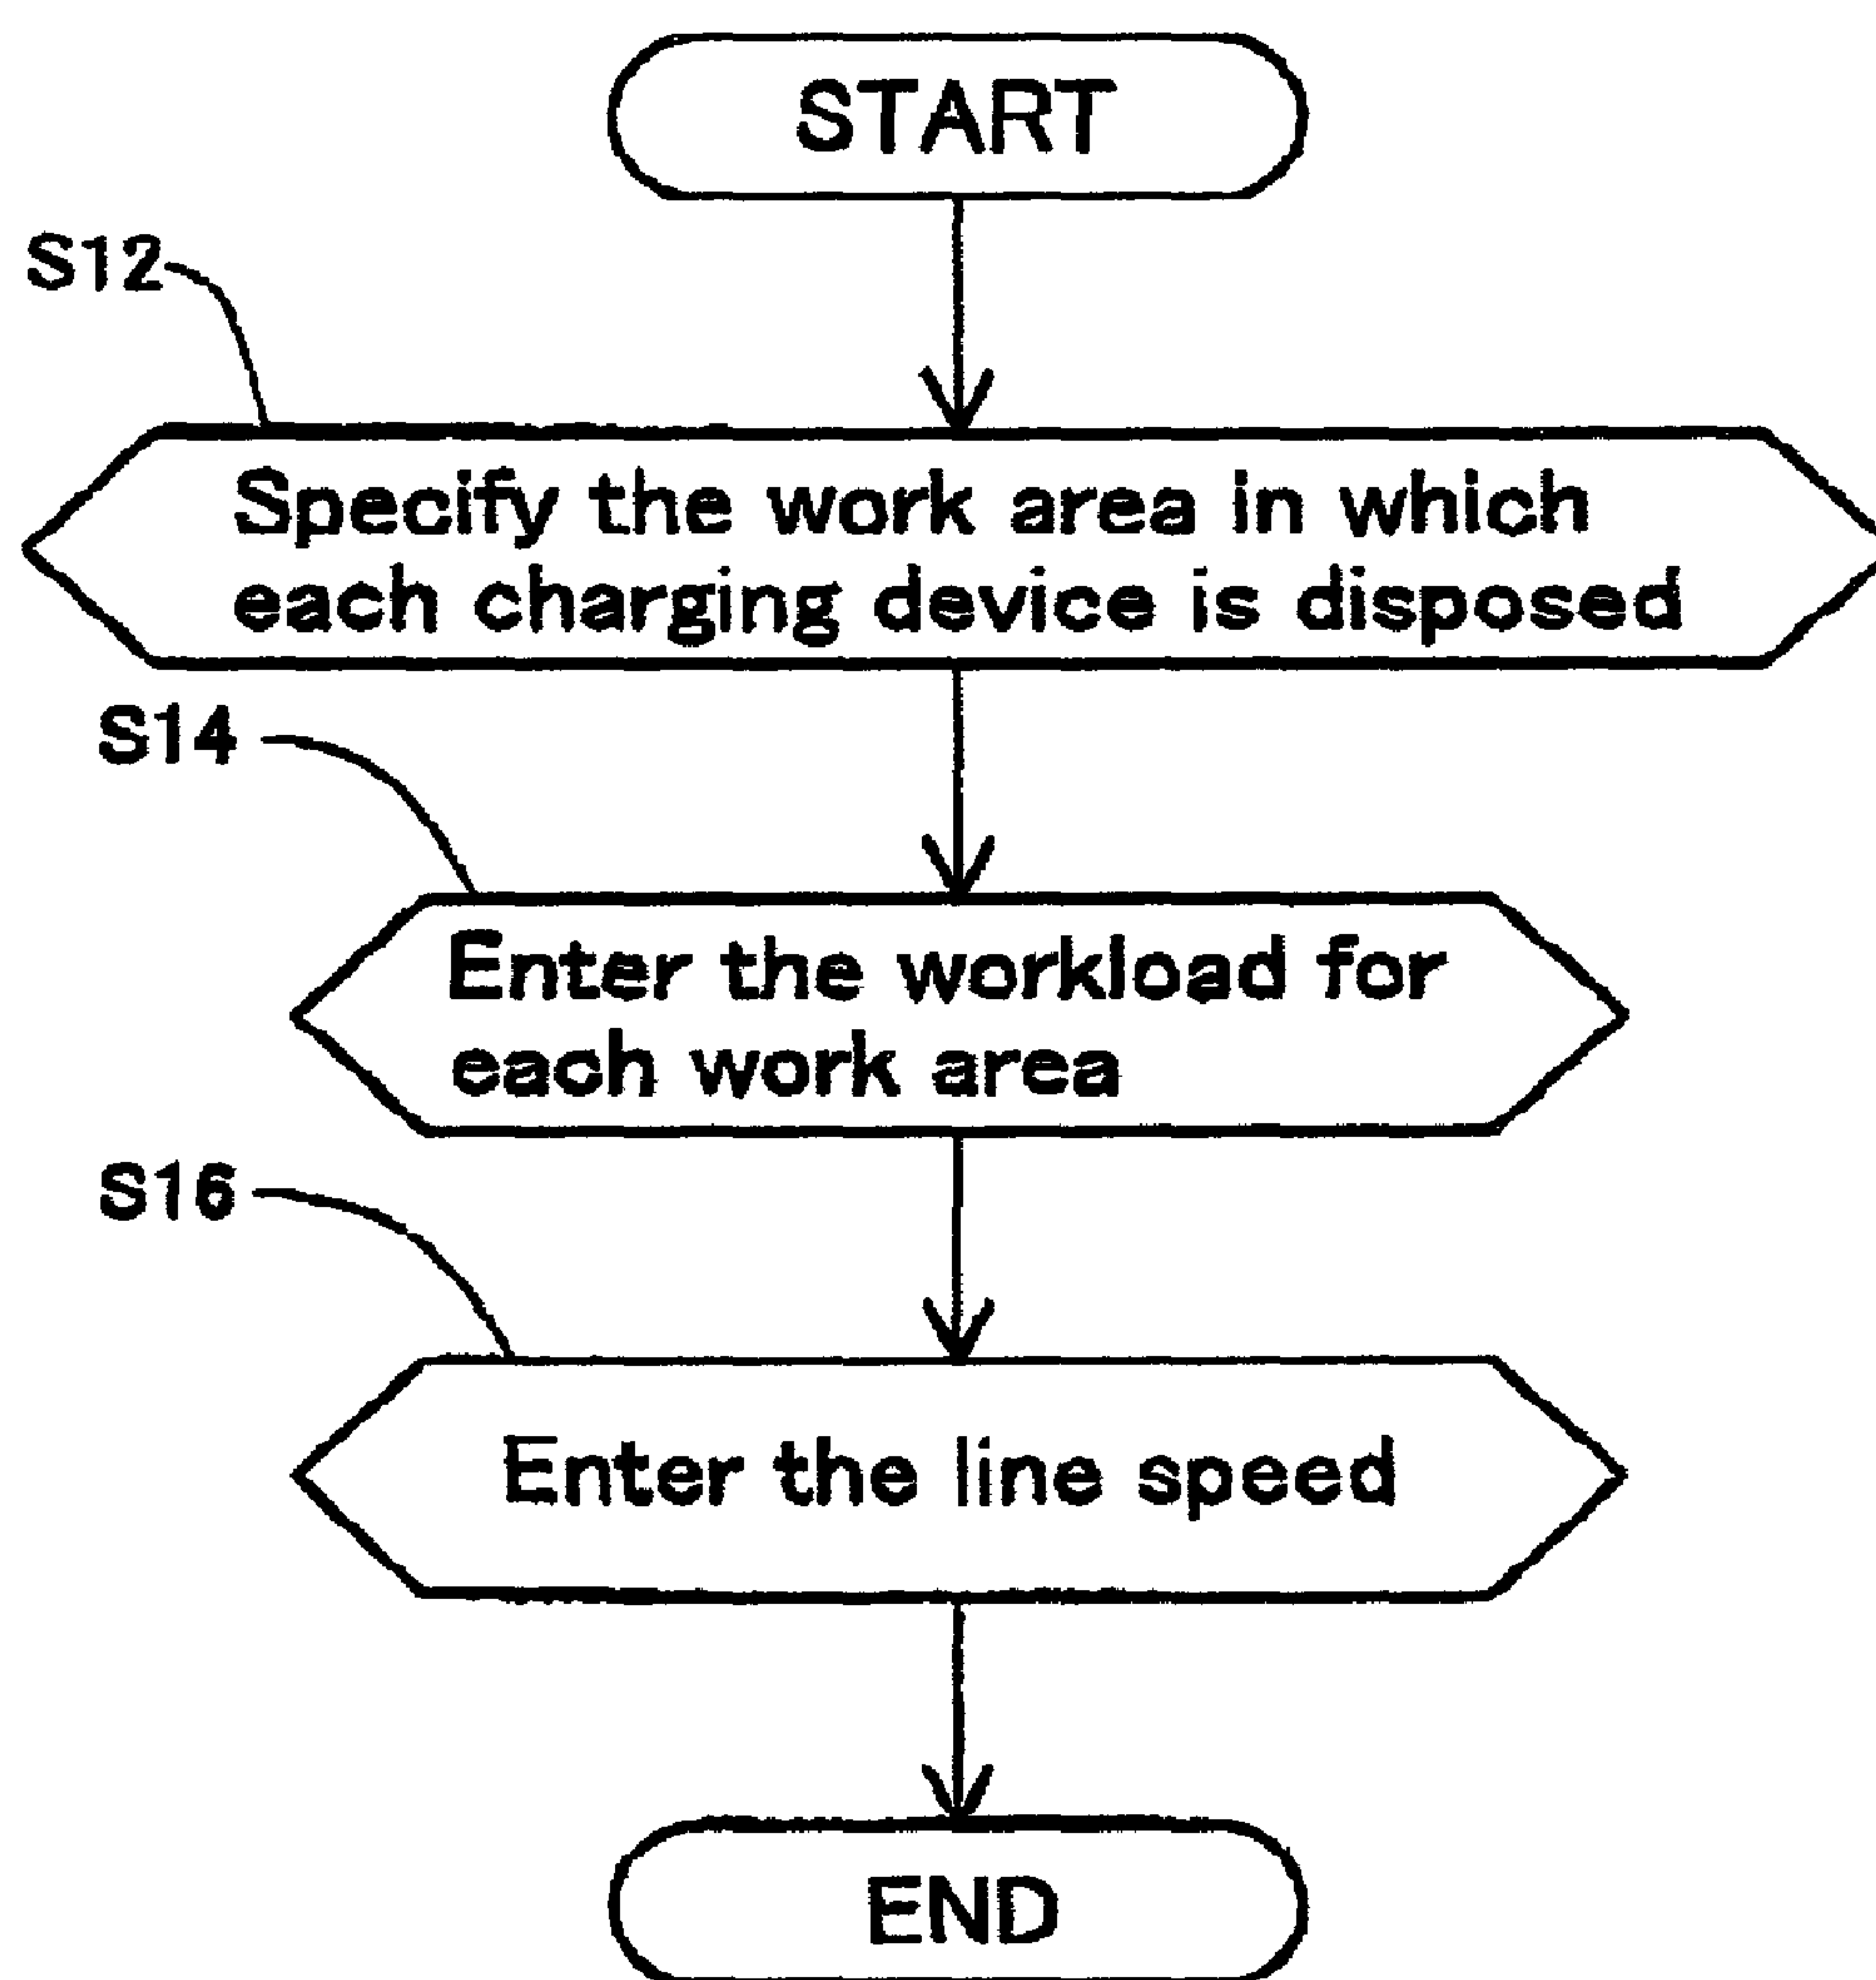 START
S12
Specify the work area in which
each charging device is disposed
S14
Enter the workload for
each work area
S16
Enter the line speed
END